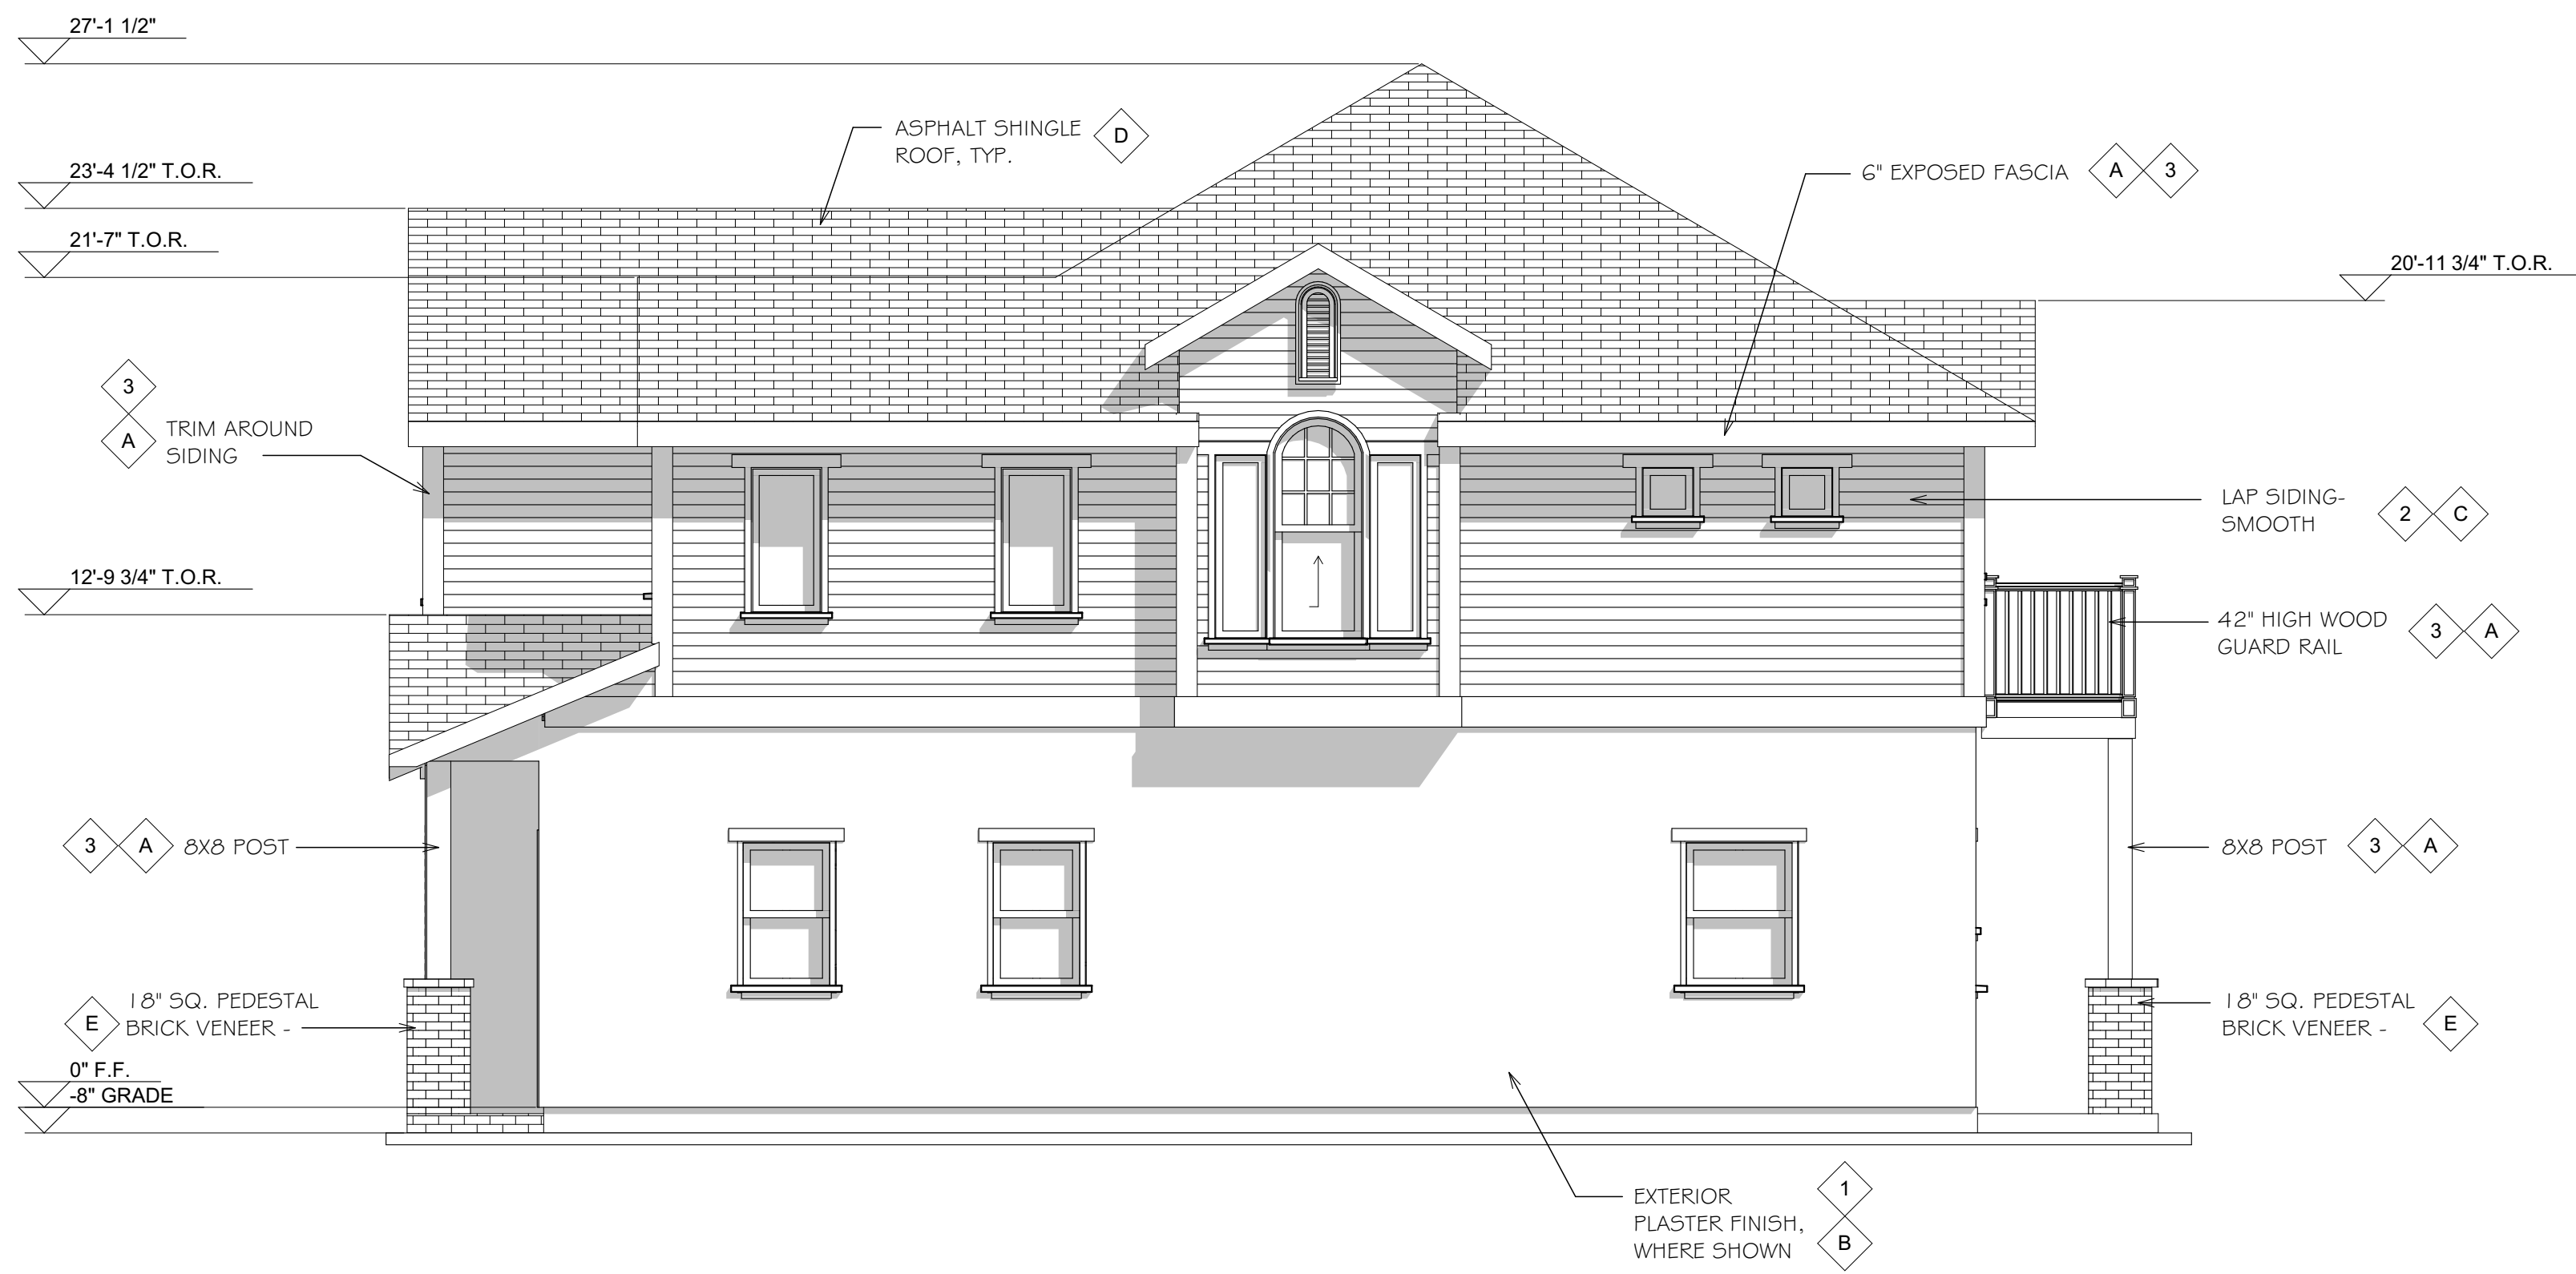 27'-1 1/2"
ASPHALT SHINGLE
ROOF, TYP.
D
23'-4 1/2" T.O.R.
6" EXPOSED FASCIA
A
3
21'-7" T.O.R.
20'-11 3/4" T.O.R.
3
A
TRIM AROUND
SIDING
LAP SIDING-
SMOOTH
2
C
12'-9 3/4" T.O.R.
42" HIGH WOOD
GUARD RAIL
3
A
3
A
8X8 POST
8X8 POST
3
A
E
18" SQ. PEDESTAL
BRICK VENEER -
18" SQ. PEDESTAL
BRICK VENEER -
E
0" F.F.
-8" GRADE
EXTERIOR
PLASTER FINISH,
WHERE SHOWN
1
B